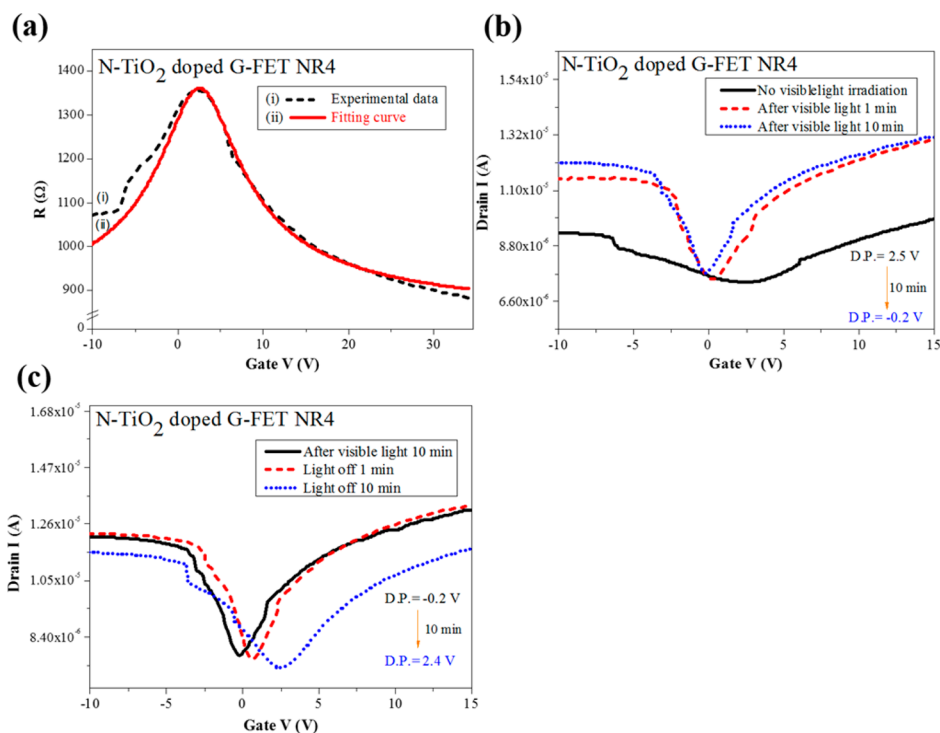 (a)
N-TiO2 doped G-FET NR4
(i) Experimental data
(ii) Fitting curve
(i)
(ii)
1400
1300
1200
1100
1000
900
0
R (Ω)
-10 0 10 20 30
Gate V (V)
(b)
N-TiO2 doped G-FET NR4
No visiblelight irradiation
After visible light 1 min
After visible light 10 min
1.54x10-5
1.32x10-5
1.10x10-5
8.80x10-6
6.60x10-6
Drain I (A)
D.P.= 2.5 V
10 min
D.P.= -0.2 V
-10 -5 0 5 10 15
Gate V (V)
(c)
N-TiO2 doped G-FET NR4
After visible light 10 min
Light off 1 min
Light off 10 min
1.68x10-5
1.47x10-5
1.26x10-5
1.05x10-5
8.40x10-6
Drain I (A)
D.P.= -0.2 V
10 min
D.P.= 2.4 V
-10 -5 0 5 10 15
Gate V (V)